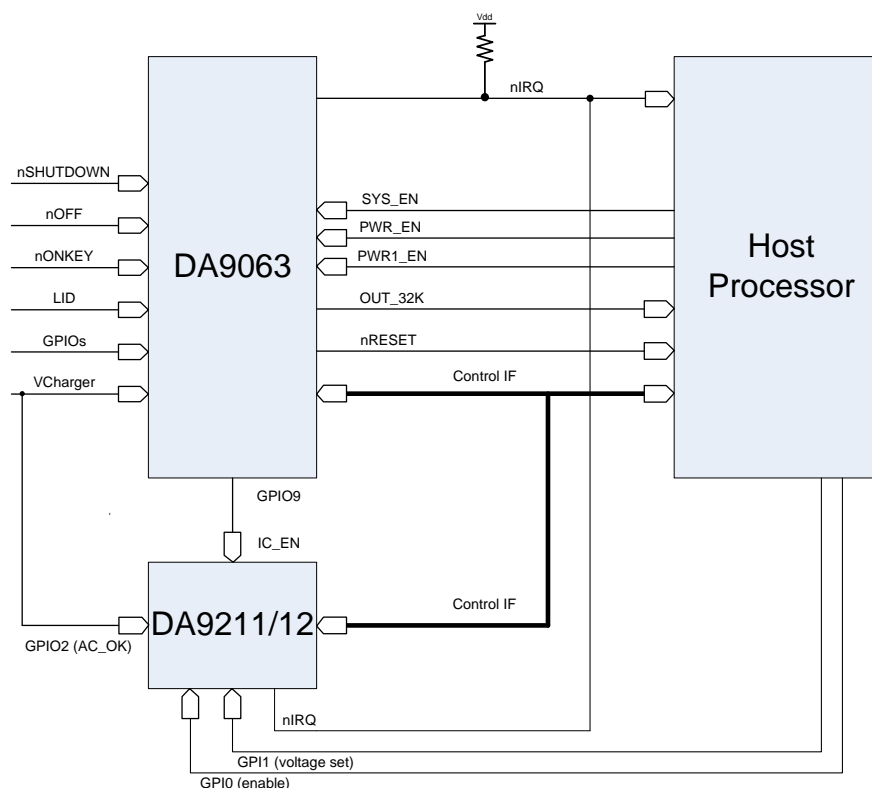 Vdd
nIRQ
nSHUTDOWN
SYS_EN
nOFF
PWR_EN
nONKEY
DA9063
PWR1_EN
Host
Processor
LID
OUT_32K
GPIOs
nRESET
VCharger
Control IF
GPIO9
IC_EN
DA9211/12
Control IF
GPIO2 (AC_OK)
nIRQ
GPI1 (voltage set)
GPI0 (enable)